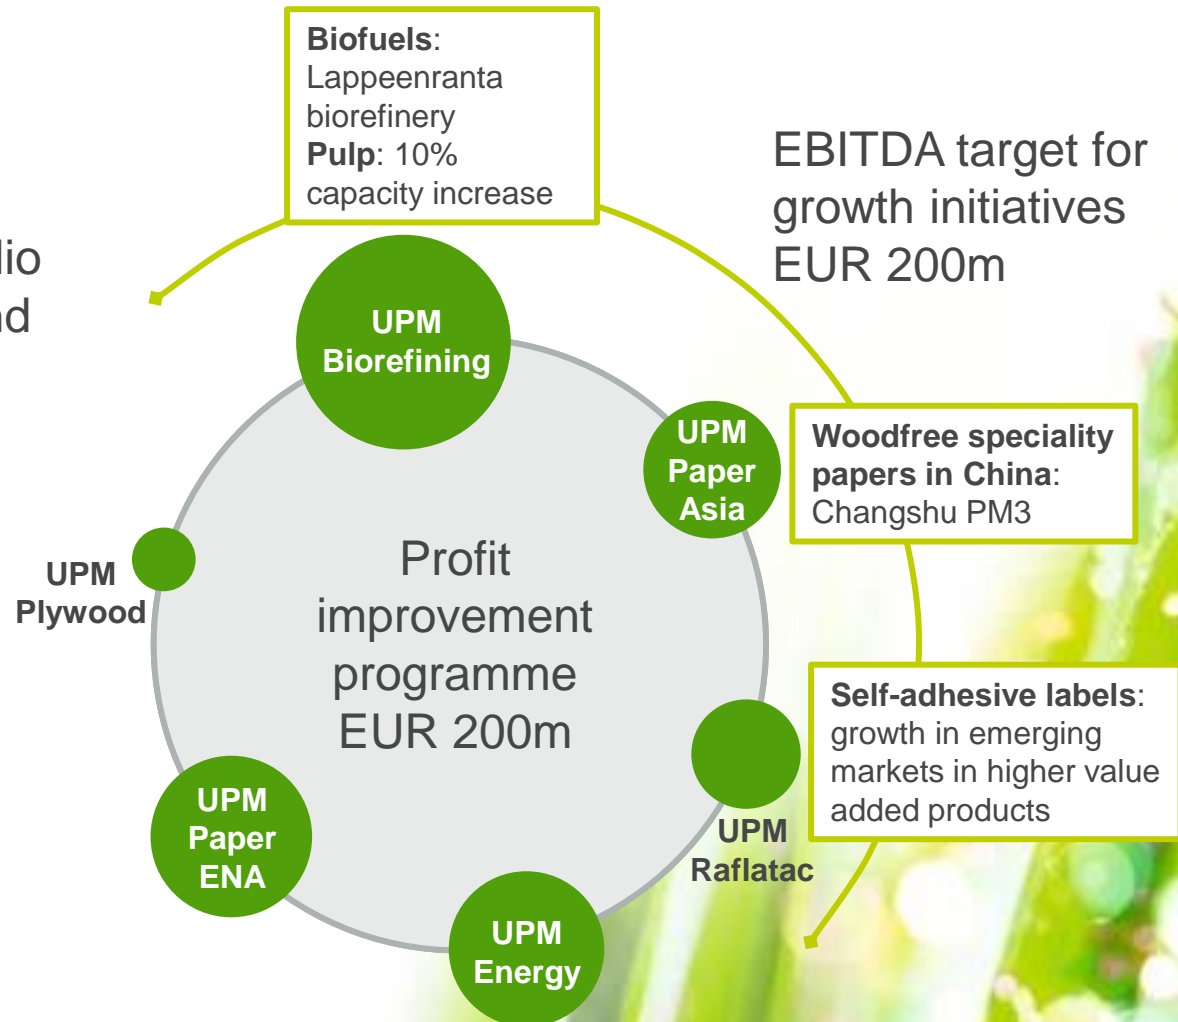 Biofuels:
Lappeenranta
biorefinery
Pulp: 10%
capacity increase
EBITDA target for
growth initiatives
EUR 200m
UPM
Biorefining
UPM
Paper
Asia
Woodfree speciality
papers in China:
Changshu PM3
UPM
Plywood
Profit
improvement
programme
EUR 200m
Self-adhesive labels:
growth in emerging
markets in higher value
added products
UPM
Raflatac
UPM
Paper
ENA
UPM
Energy